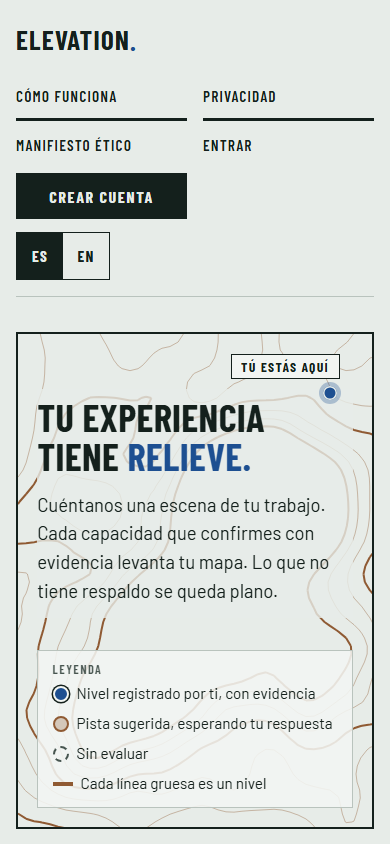 ELEVATION.
CÓMO FUNCIONA
PRIVACIDAD
MANIFIESTO ÉTICO
ENTRAR
CREAR CUENTA
ES
EN
TÚ ESTÁS AQUÍ
TU EXPERIENCIA
TIENE RELIEVE.
Cuéntanos una escena de tu trabajo.
Cada capacidad que confirmes con
evidencia levanta tu mapa. Lo que no
tiene respaldo se queda plano.
LEYENDA
Nivel registrado por ti, con evidencia
Pista sugerida, esperando tu respuesta
Sin evaluar
Cada línea gruesa es un nivel